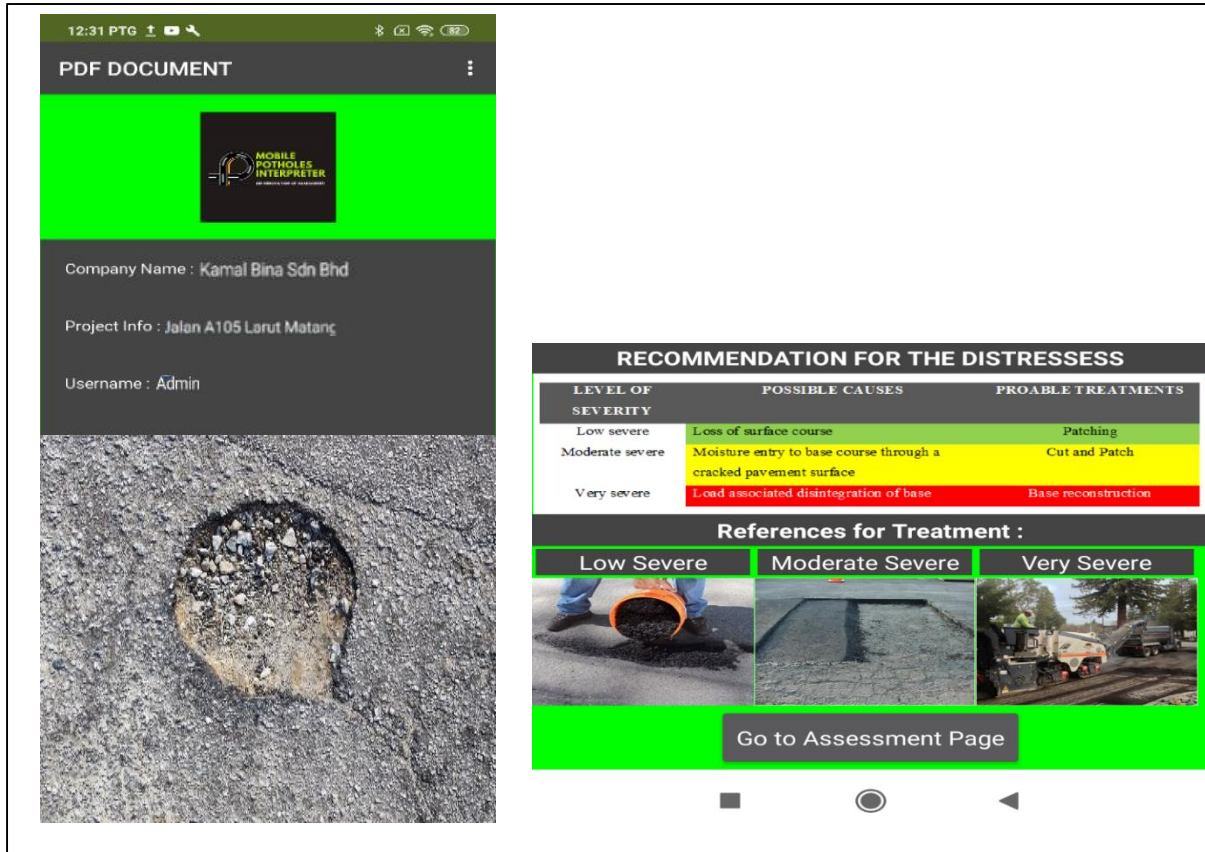 12:31 PTG
82
PDF DOCUMENT
MOBILE
POTHOLES
INTERPRETER
Company Name : Kamal Bina Sdn Bhd
Project Info : Jalan A105 Larut Matang
Username : Admin
RECOMMENDATION FOR THE DISTRESSESS
LEVEL OF SEVERITY POSSIBLE CAUSES PROABLE TREATMENTS
Low severe Loss of surface course Patching
Moderate severe Moisture entry to base course through a Cut and Patch
cracked pavement surface
Very severe Load associated disintegration of base Base reconstruction
References for Treatment :
Low Severe Moderate Severe Very Severe
Go to Assessment Page